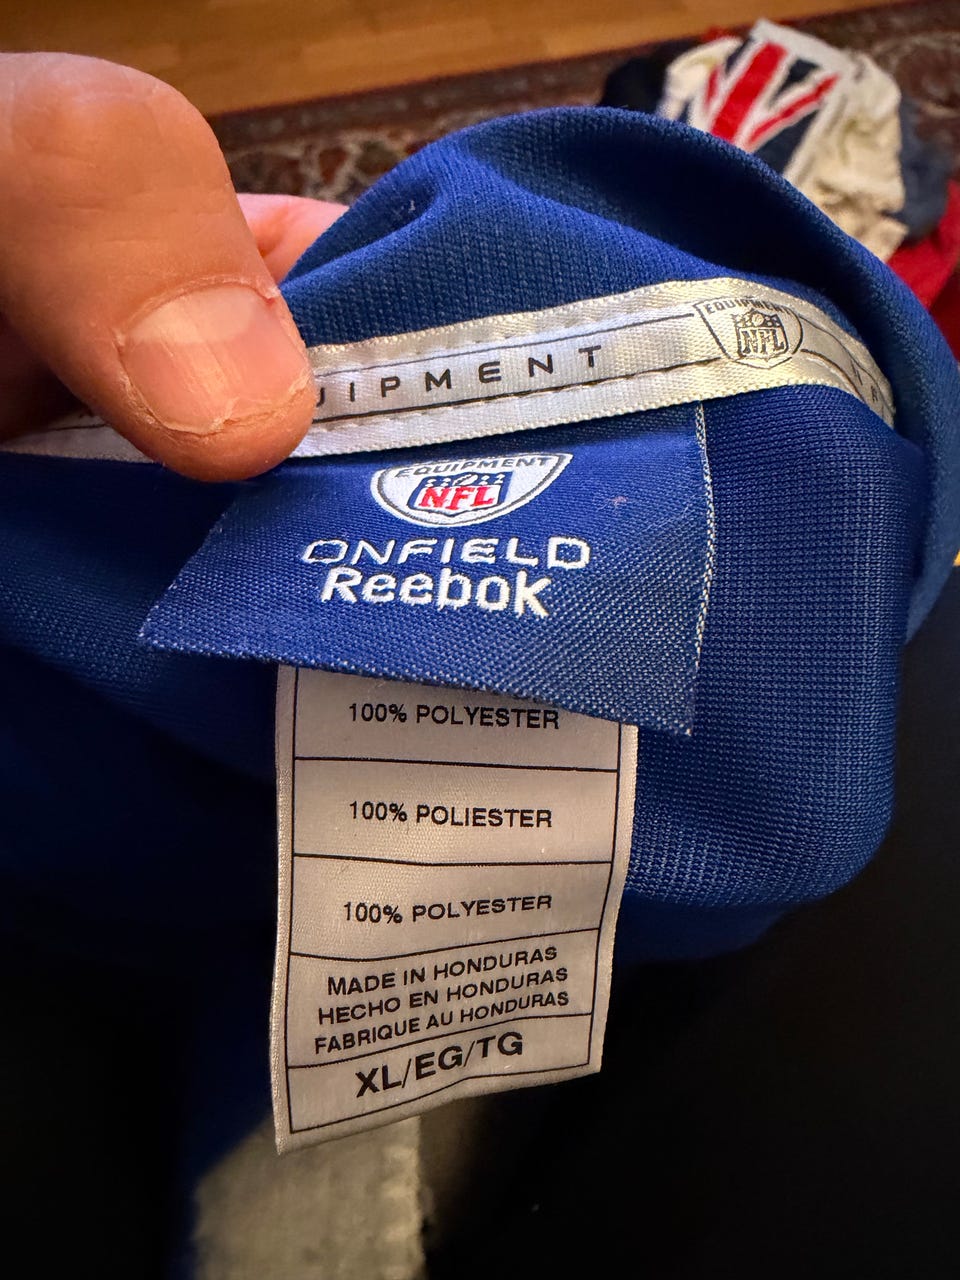 EQUIPMENT
NFL
EQUIPMENT
NFL
ONFIELD
Reebok
100% POLYESTER
100% POLIESTER
100% POLYESTER
MADE IN HONDURAS
HECHO EN HONDURAS
FABRIQUE AU HONDURAS
XL/EG/TG